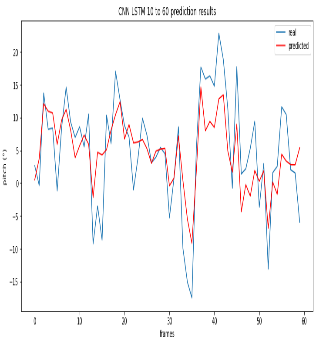 CNN LSTM 10 to 60 prediction results
real
predicted
pitch (°)
20
15
10
5
0
−5
−10
−15
0 10 20 30 40 50 60
frames